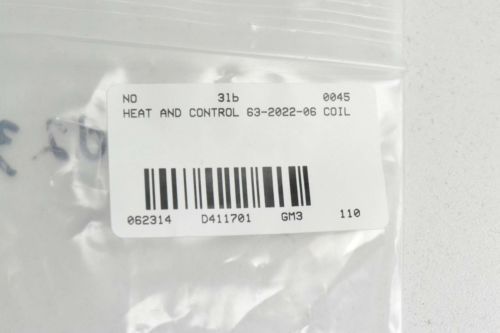 NO 31b 0045
HEAT AND CONTROL 63-2022-06 COIL
062314 D411701 GM3 110